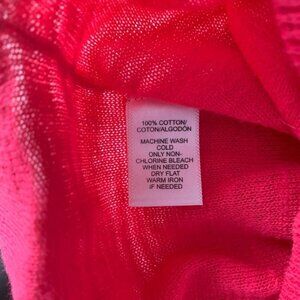 100% COTTON/
COTON/ALGODÓN
MACHINE WASH
COLD
ONLY NON-
CHLORINE BLEACH
WHEN NEEDED
DRY FLAT
WARM IRON
IF NEEDED